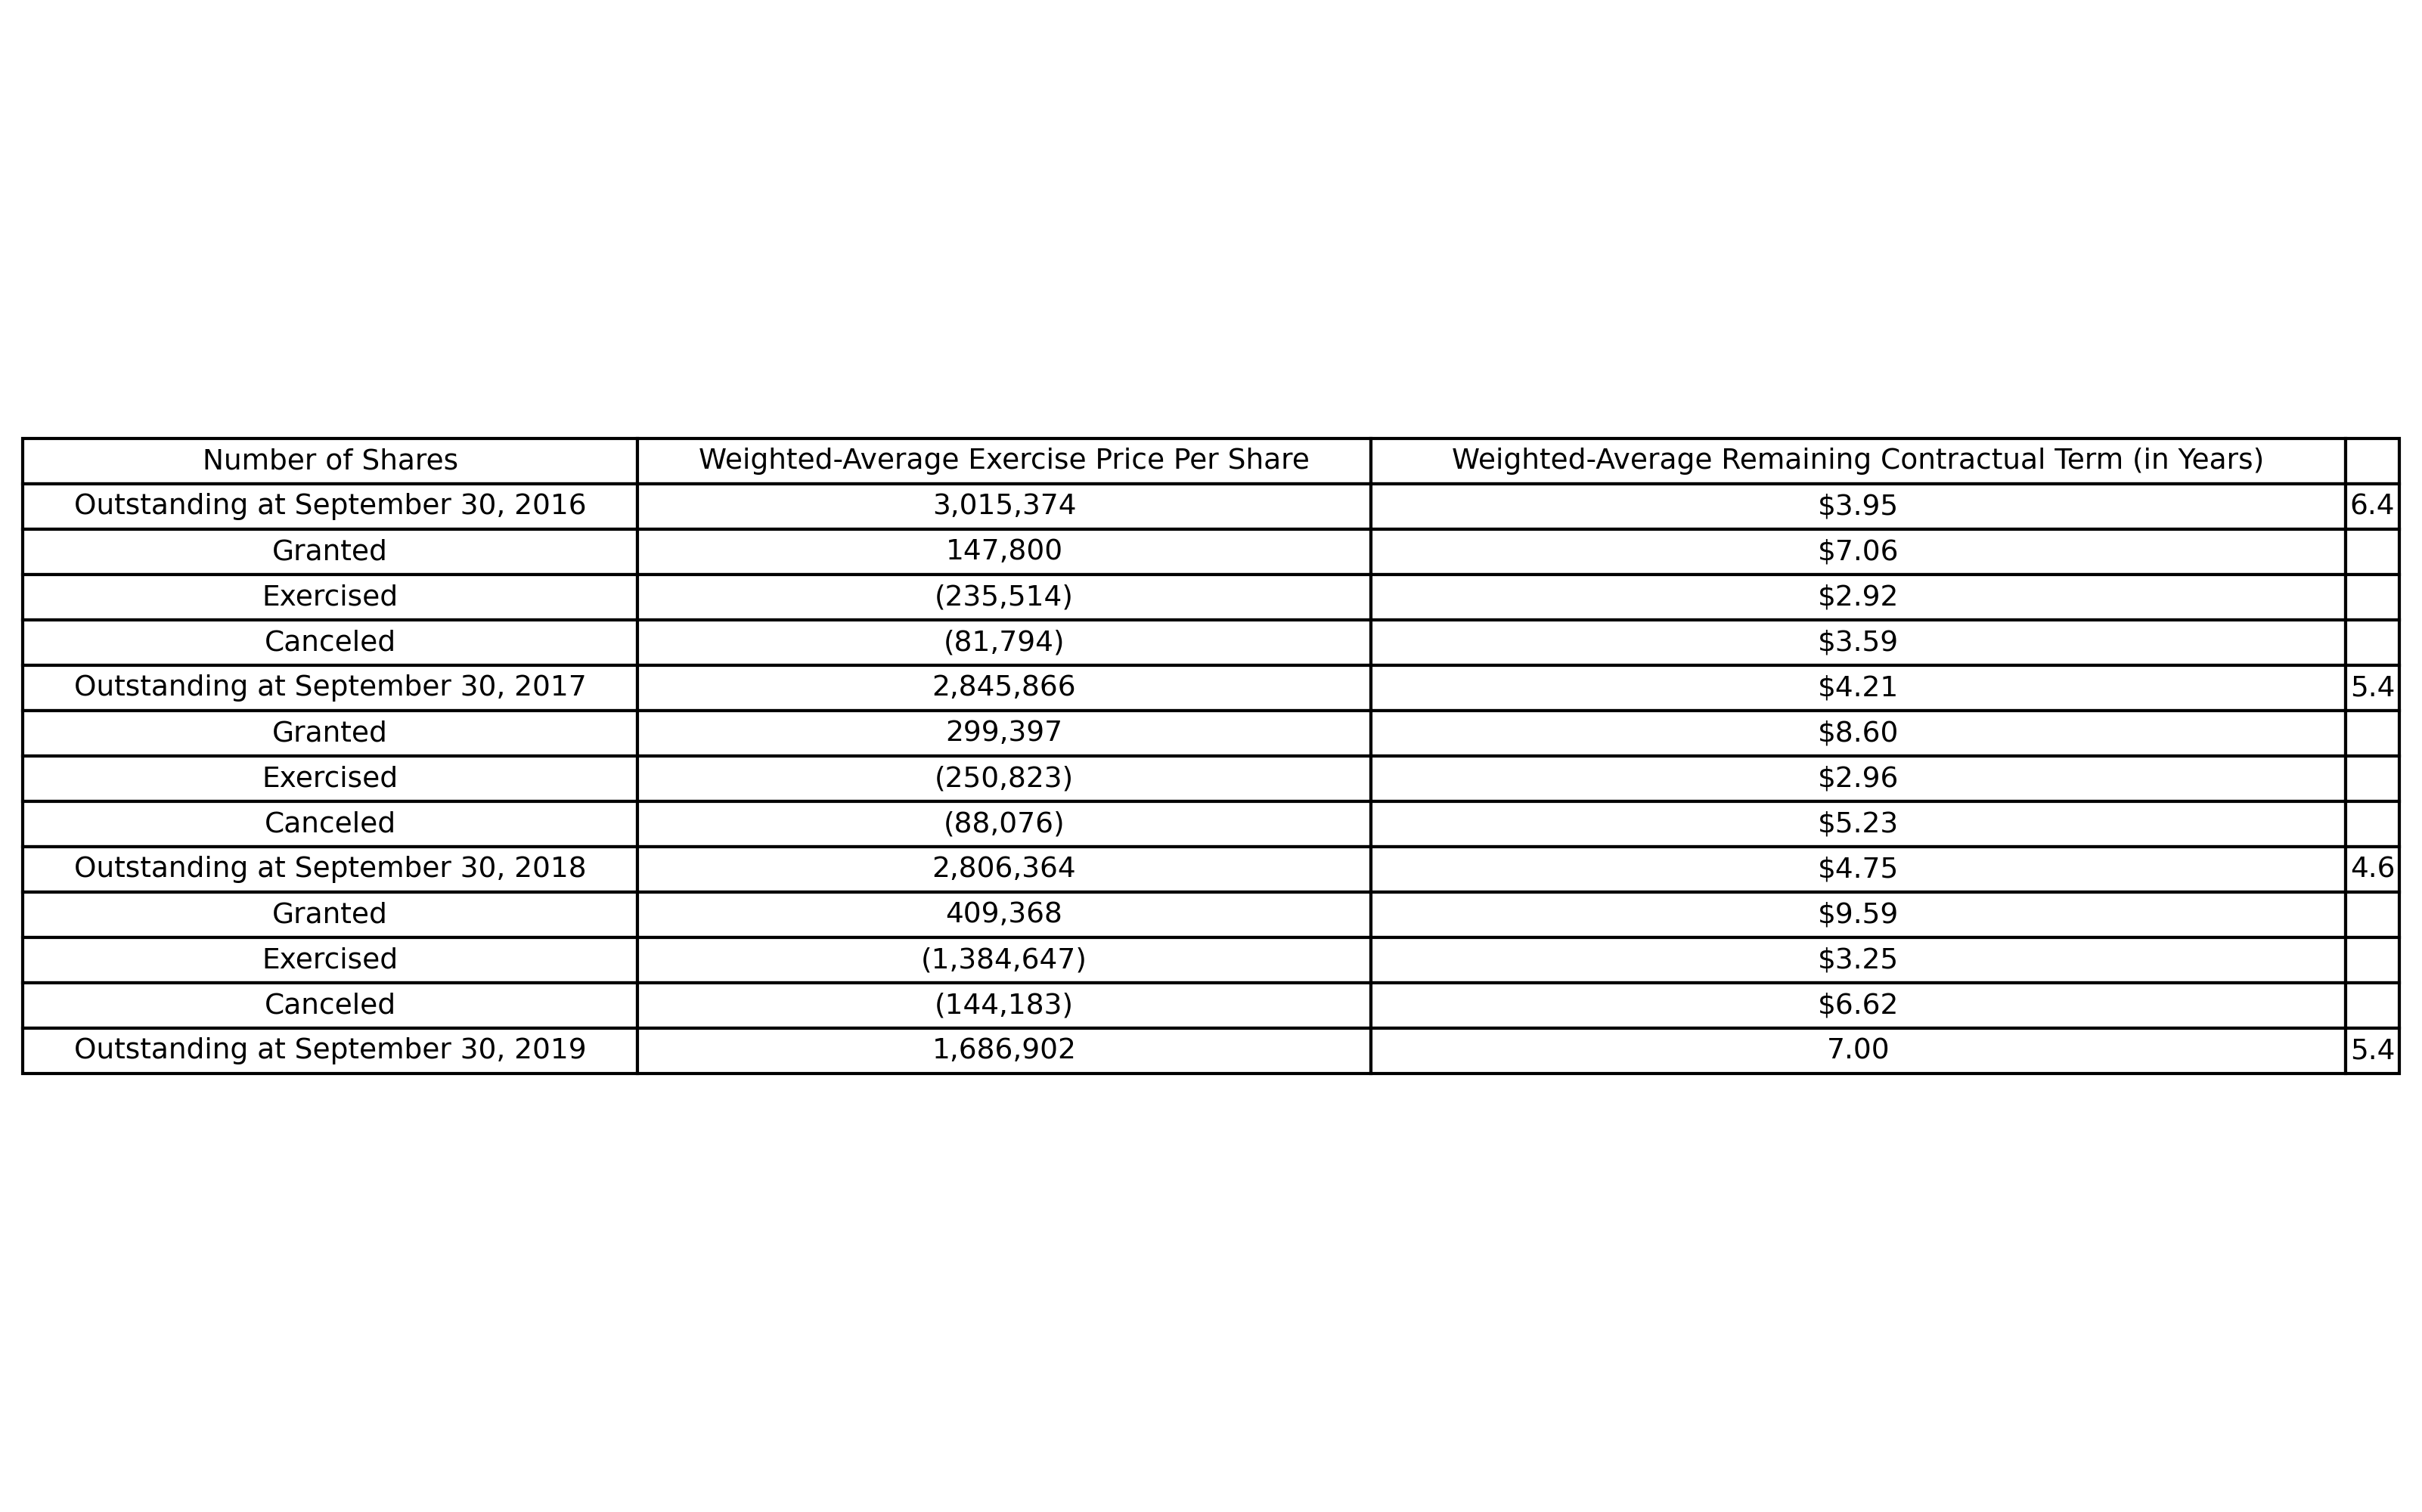 Number of Shares Weighted-Average Exercise Price Per Share Weighted-Average Remaining Contractual Term (in Years)
Outstanding at September 30, 2016 3,015,374 $3.95 6.4
Granted 147,800 $7.06
Exercised (235,514) $2.92
Canceled (81,794) $3.59
Outstanding at September 30, 2017 2,845,866 $4.21 5.4
Granted 299,397 $8.60
Exercised (250,823) $2.96
Canceled (88,076) $5.23
Outstanding at September 30, 2018 2,806,364 $4.75 4.6
Granted 409,368 $9.59
Exercised (1,384,647) $3.25
Canceled (144,183) $6.62
Outstanding at September 30, 2019 1,686,902 7.00 5.4